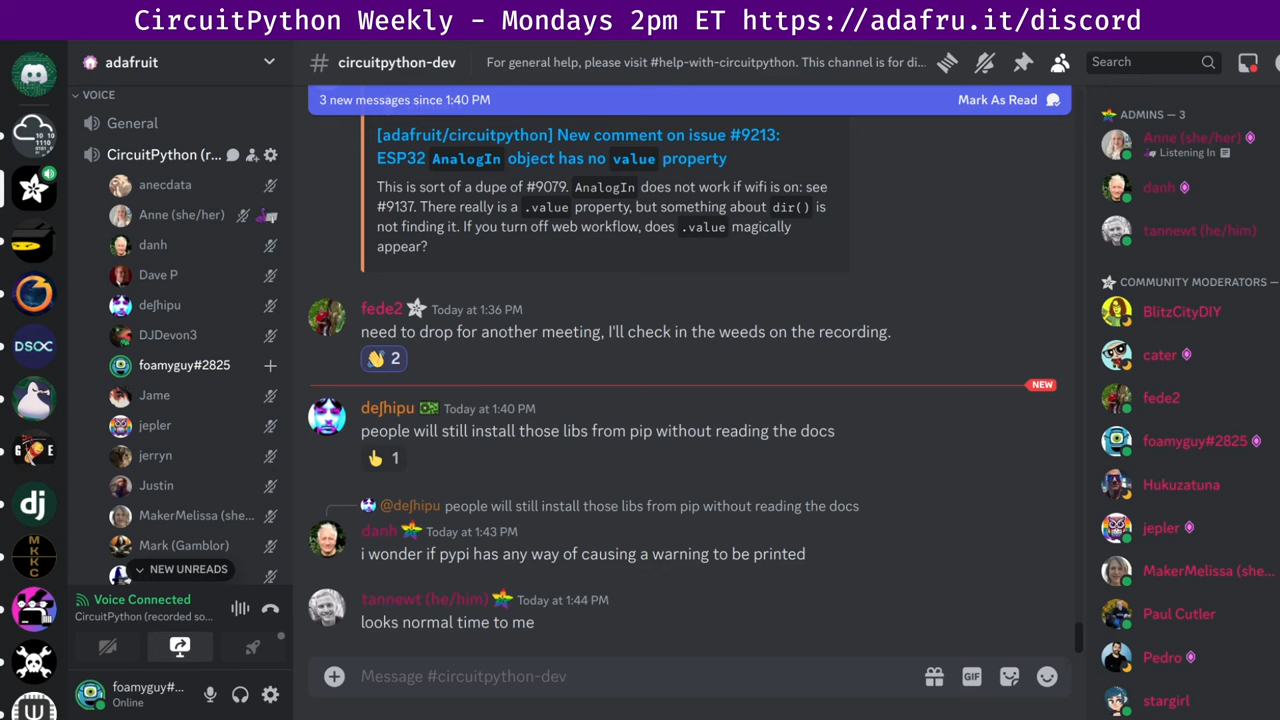 CircuitPython Weekly - Mondays 2pm ET https://adafru.it/discord
adafruit
# circuitpython-dev
For general help, please visit #help-with-circuitpython. This channel is for di...
Search
VOICE
General
CircuitPython (r...
anecdata
Anne (she/her)
danh
Dave P
deʃhipu
DJDevon3
foamyguy#2825
Jame
jepler
jerryn
Justin
MakerMelissa (she...
Mark (Gamblor)
NEW UNREADS
Voice Connected
CircuitPython (recorded so...
foamyguy#...
Online
3 new messages since 1:40 PM
Mark As Read
[adafruit/circuitpython] New comment on issue #9213:
ESP32 AnalogIn object has no value property
This is sort of a dupe of #9079. AnalogIn does not work if wifi is on: see
#9137. There really is a .value property, but something about dir() is
not finding it. If you turn off web workflow, does .value magically
appear?
fede2 Today at 1:36 PM
need to drop for another meeting, I'll check in the weeds on the recording.
2
NEW
deʃhipu Today at 1:40 PM
people will still install those libs from pip without reading the docs
1
@deʃhipu people will still install those libs from pip without reading the docs
danh Today at 1:43 PM
i wonder if pypi has any way of causing a warning to be printed
tannewt (he/him) Today at 1:44 PM
looks normal time to me
Message #circuitpython-dev
GIF
ADMINS — 3
Anne (she/her)
Listening In
danh
tannewt (he/him)
COMMUNITY MODERATORS —
BlitzCityDIY
cater
fede2
foamyguy#2825
Hukuzatuna
jepler
MakerMelissa (she...
Paul Cutler
Pedro
stargirl
DSOC
dj
MKKC